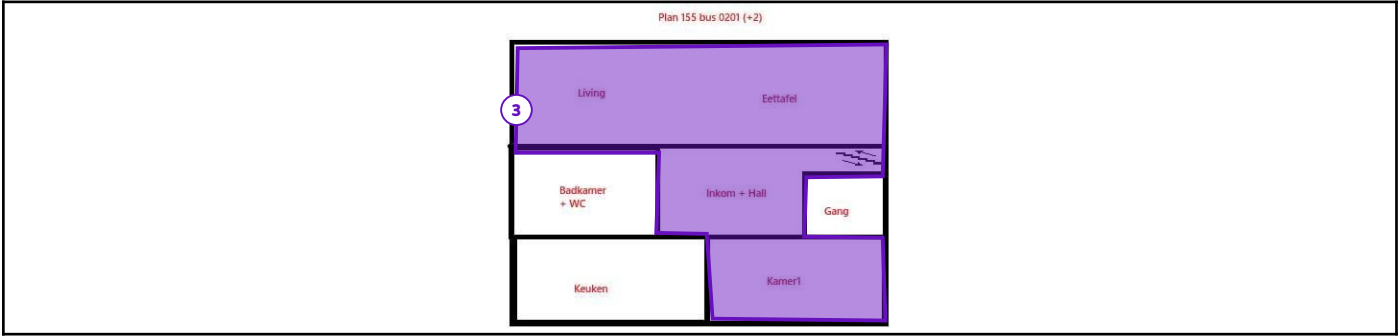 Plan 155 bus 0201 (+2)
Living
Eettafel
3
Badkamer
+ WC
Inkom + Hall
Gang
Keuken
Kamer1